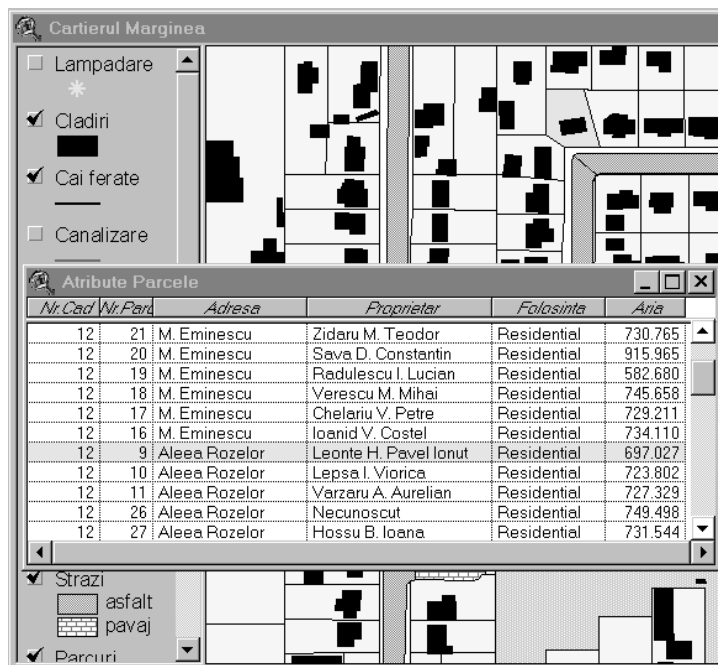 Cartierul Marginea
Lampadare
Cladiri
Cai ferate
Canalizare
Atribute Parcele
Nr.Cad Nr.Parc Adresa Proprietar Folosinta Aria
12 21 M. Eminescu Zidaru M. Teodor Residential 730.765
12 20 M. Eminescu Sava D. Constantin Residential 915.965
12 19 M. Eminescu Radulescu I. Lucian Residential 582.680
12 18 M. Eminescu Verescu M. Mihai Residential 745.658
12 17 M. Eminescu Chelariu V. Petre Residential 729.211
12 16 M. Eminescu Ioanid V. Costel Residential 734.110
12 9 Aleea Rozelor Leonte H. Pavel Ionut Residential 697.027
12 10 Aleea Rozelor Lepsa I. Viorica Residential 723.802
12 11 Aleea Rozelor Varzaru A. Aurelian Residential 727.329
12 26 Aleea Rozelor Necunoscut Residential 749.498
12 27 Aleea Rozelor Hossu B. Ioana Residential 731.544
Strazi
asfalt
pavaj
Parcuri